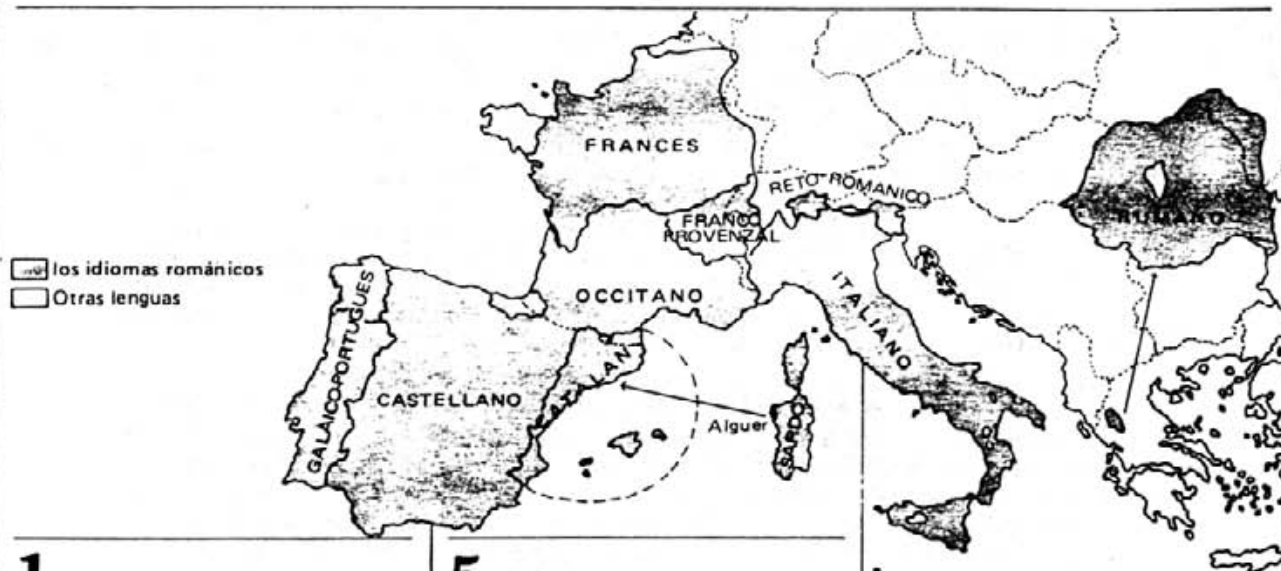 FRANCES
RETO-ROMANICO
RUMANO
FRANCO
PROVENZAL
los idiomas románicos
Otras lenguas
OCCITANO
ITALIANO
GALAICOPORTUGUES
CASTELLANO
CATALAN
Alguer
SARDO
1
5